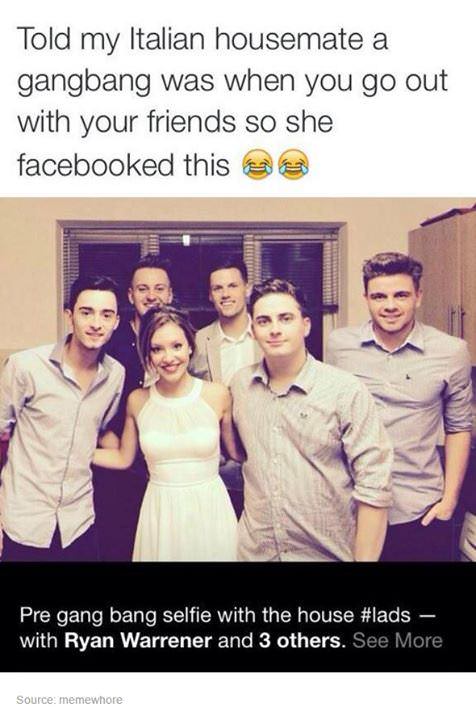 Told my Italian housemate a
gangbang was when you go out
with your friends so she
facebooked this 😂😂
Pre gang bang selfie with the house #lads —
with Ryan Warrener and 3 others. See More
Source: memewhore